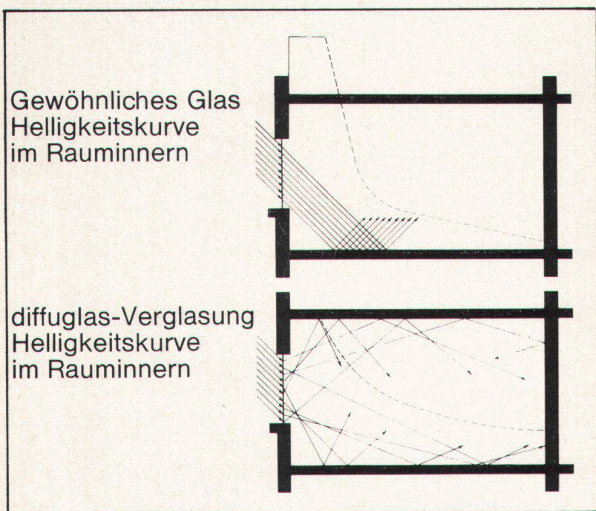 Gewöhnliches Glas
Helligkeitskurve
im Rauminnern
diffuglas-Verglasung
Helligkeitskurve
im Rauminnern